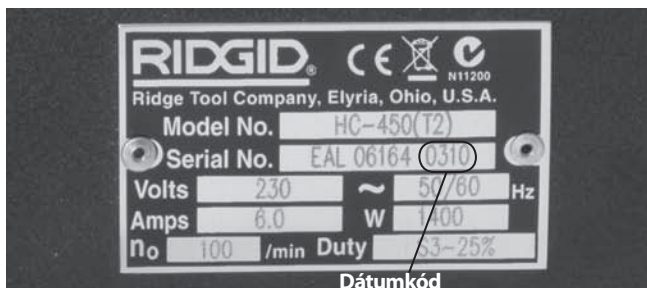 RIDGID® CE
N11200
Ridge Tool Company, Elyria, Ohio, U.S.A.
Model No. HC-450(T2)
Serial No. EAL 06164 0310
Volts 230 ~ 50/60 Hz
Amps 6.0 W 1400
no 100 /min Duty S3-25%
Dátumkód